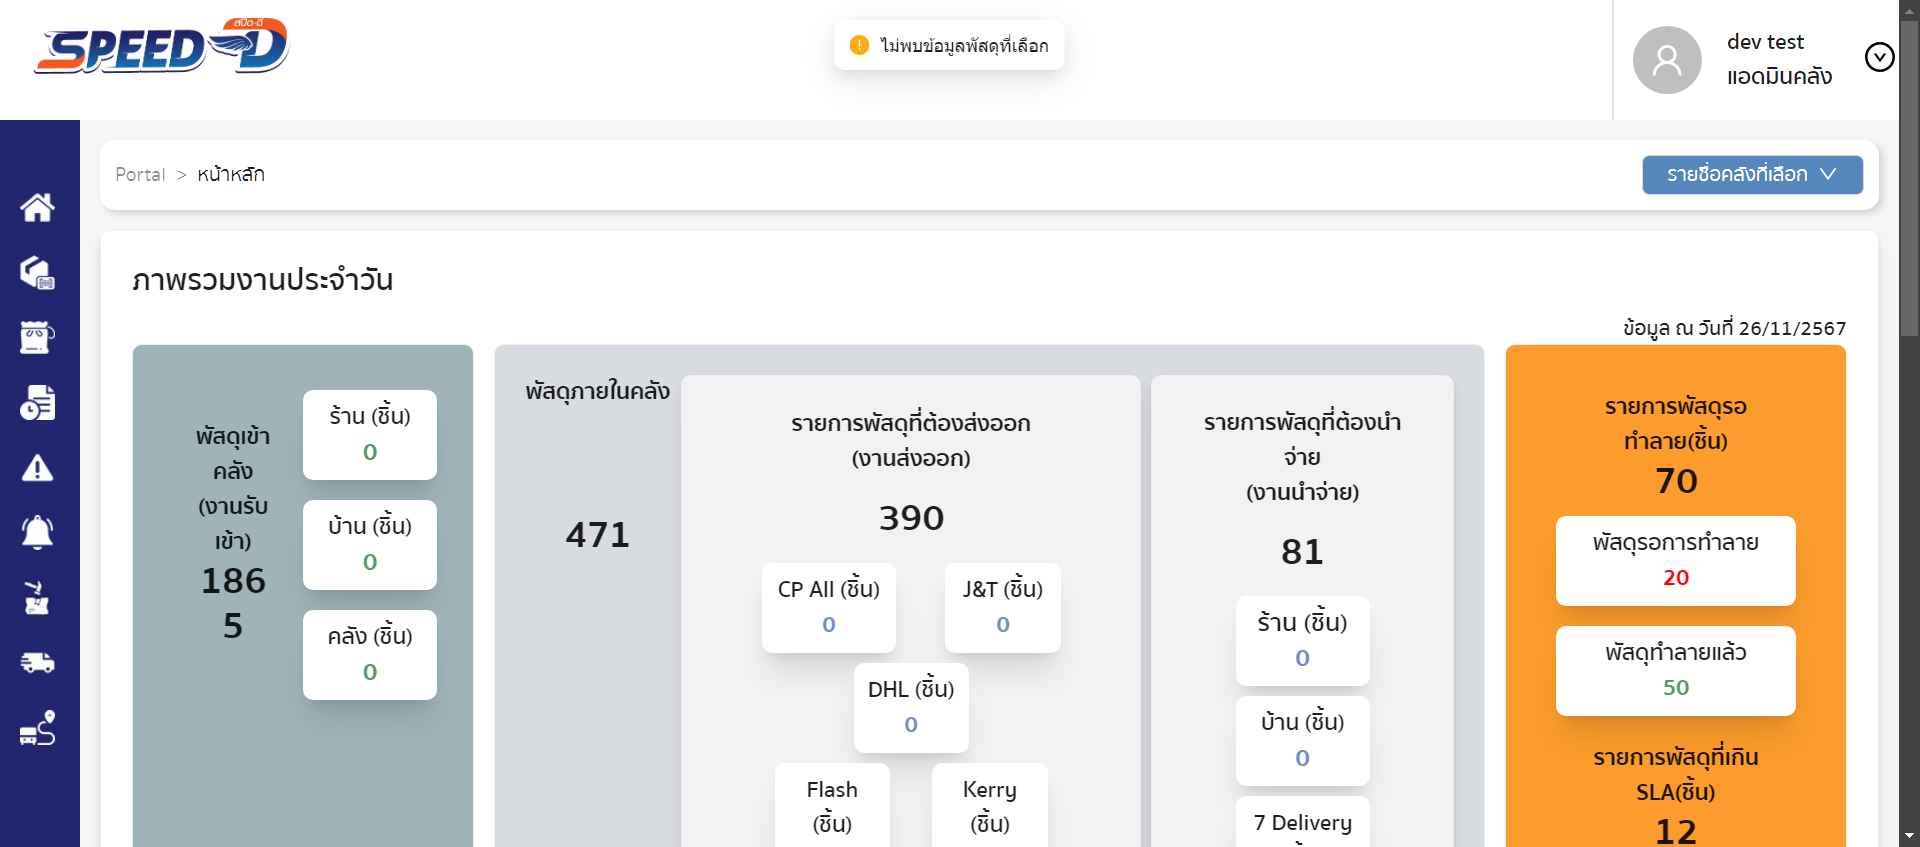 สปีด-ดี
SPEED-D
ไม่พบข้อมูลพัสดุที่เลือก
dev test
แอดมินคลัง
Portal > หน้าหลัก
รายชื่อคลังที่เลือก
ภาพรวมงานประจำวัน
ข้อมูล ณ วันที่ 26/11/2567
พัสดุเข้า
คลัง
(งานรับ
เข้า)
186
5
ร้าน (ชิ้น)
0
บ้าน (ชิ้น)
0
คลัง (ชิ้น)
0
พัสดุภายในคลัง
471
รายการพัสดุที่ต้องส่งออก
(งานส่งออก)
390
CP All (ชิ้น)
0
J&T (ชิ้น)
0
DHL (ชิ้น)
0
Flash
(ชิ้น)
Kerry
(ชิ้น)
รายการพัสดุที่ต้องนำ
จ่าย
(งานนำจ่าย)
81
ร้าน (ชิ้น)
0
บ้าน (ชิ้น)
0
7 Delivery
รายการพัสดุรอ
ทำลาย(ชิ้น)
70
พัสดุรอการทำลาย
20
พัสดุทำลายแล้ว
50
รายการพัสดุที่เกิน
SLA(ชิ้น)
12